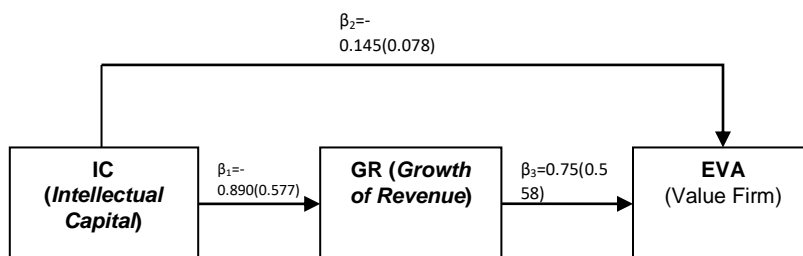 β₂=-
0.145(0.078)
IC
(Intellectual
Capital)
β₁=-
0.890(0.577)
GR (Growth
of Revenue)
β₃=0.75(0.5
58)
EVA
(Value Firm)